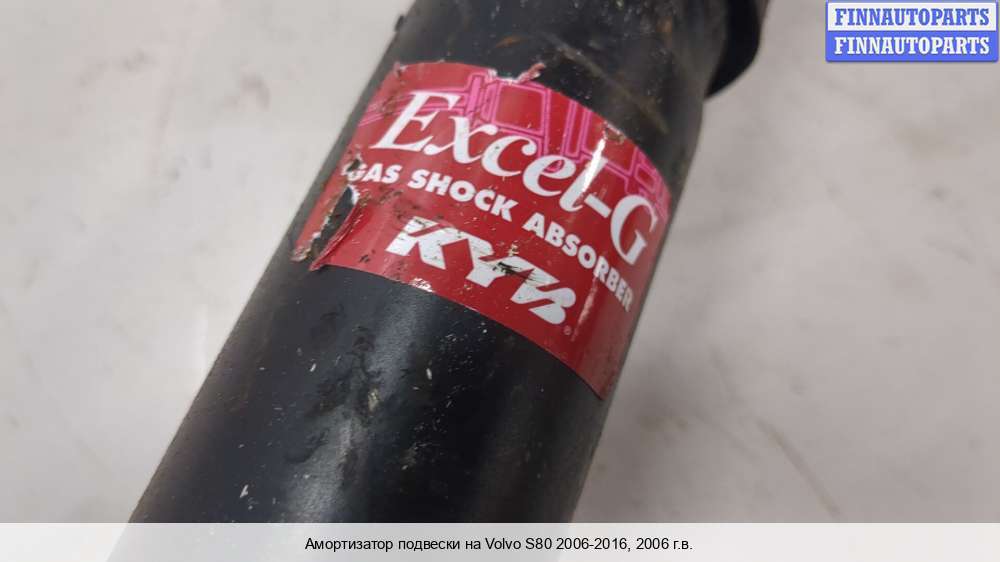 FINNAUTOPARTS
FINNAUTOPARTS
Excel-G
GAS SHOCK ABSORBER
KYB®
Амортизатор подвески на Volvo S80 2006-2016, 2006 г.в.